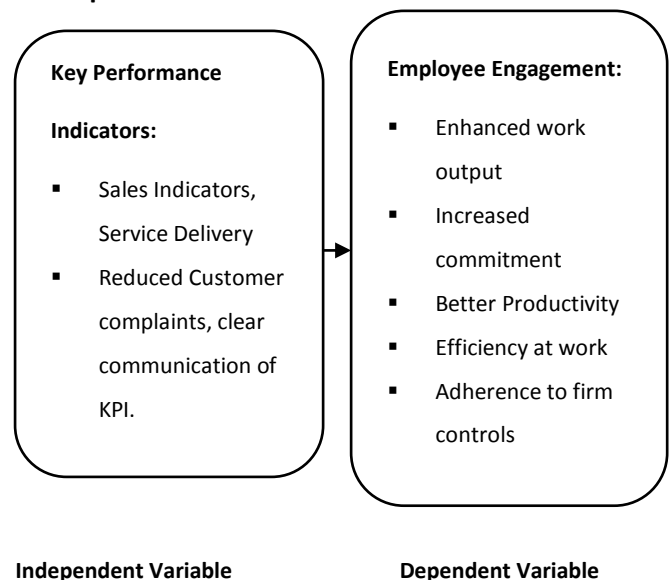 Key Performance
Indicators:
▪ Sales Indicators,
Service Delivery
▪ Reduced Customer
complaints, clear
communication of
KPI.
Employee Engagement:
▪ Enhanced work
output
▪ Increased
commitment
▪ Better Productivity
▪ Efficiency at work
▪ Adherence to firm
controls
Independent Variable
Dependent Variable